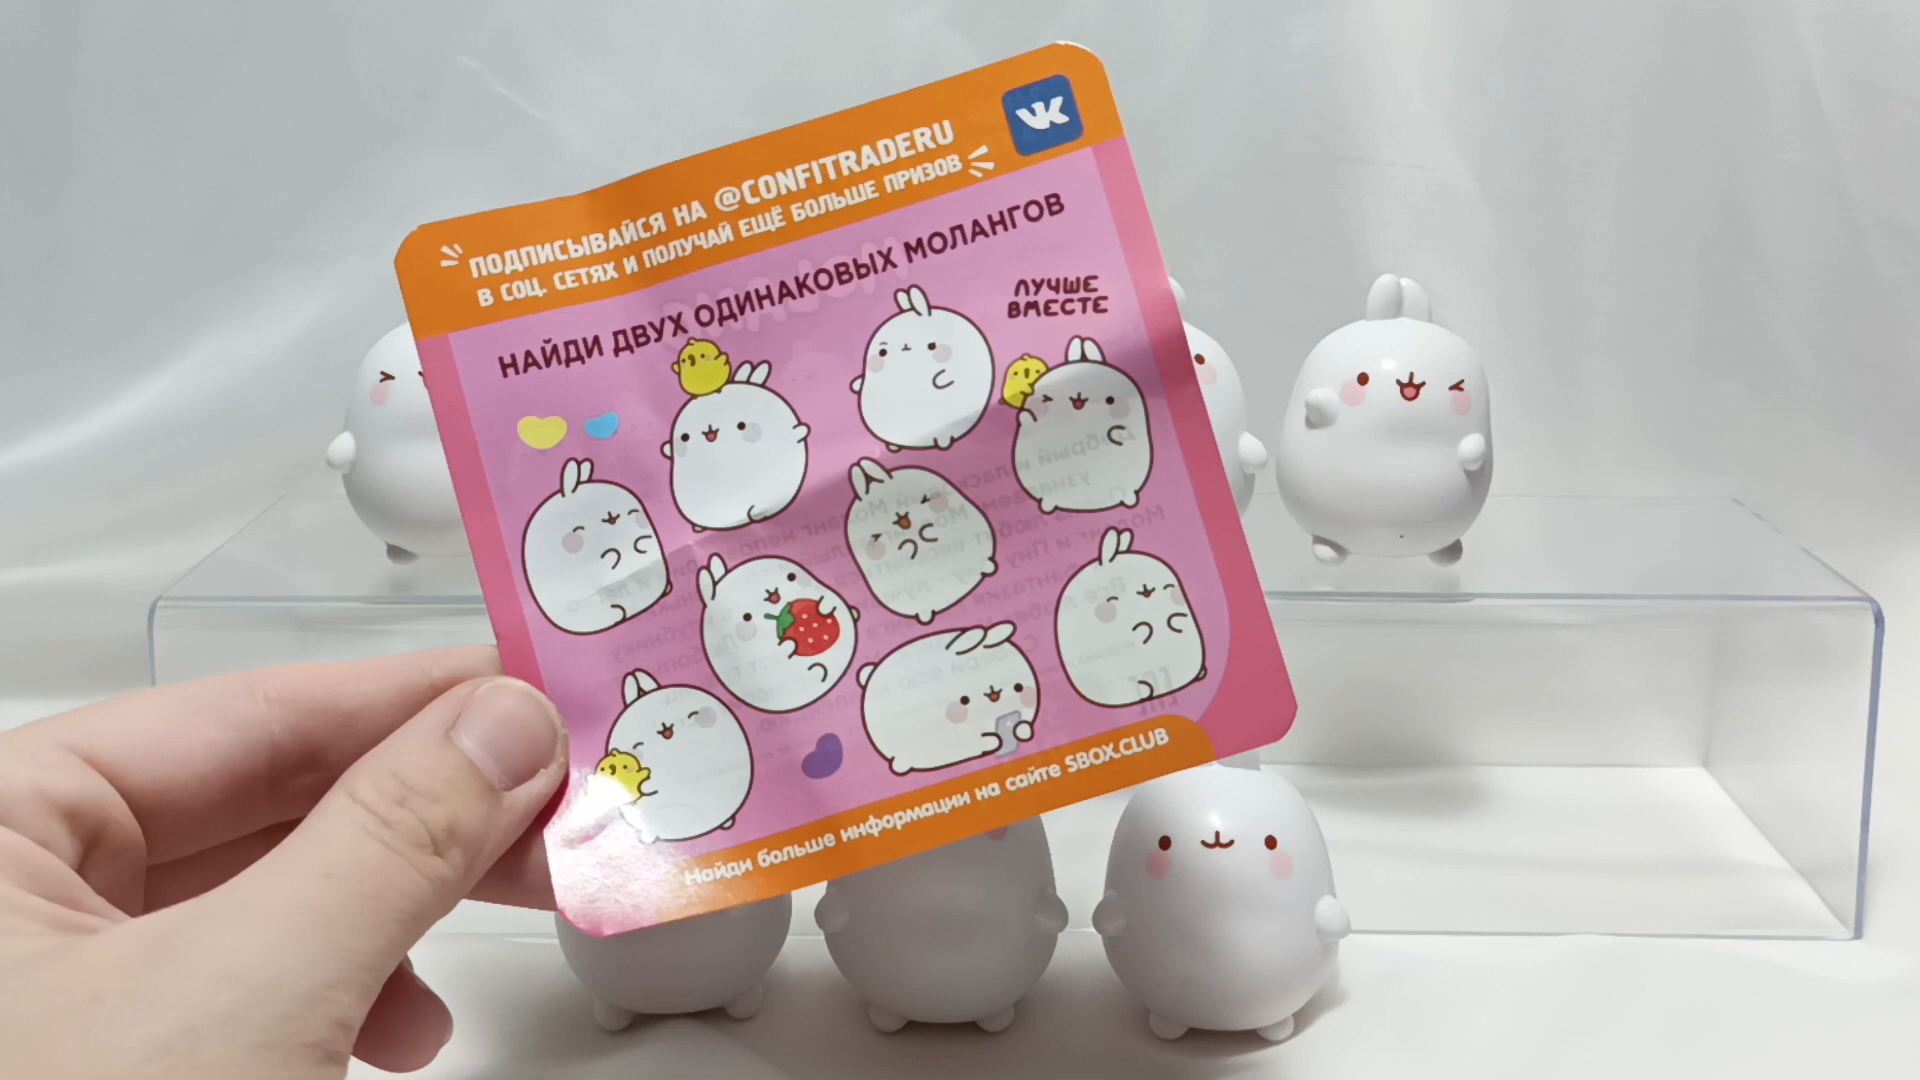 ПОДПИСЫВАЙСЯ НА @CONFITRADERU
В СОЦ. СЕТЯХ И ПОЛУЧАЙ ЕЩЁ БОЛЬШЕ ПРИЗОВ
НАЙДИ ДВУХ ОДИНАКОВЫХ МОЛАНГОВ
ЛУЧШЕ
ВМЕСТЕ
Найди больше информации на сайте SBOX.CLUB